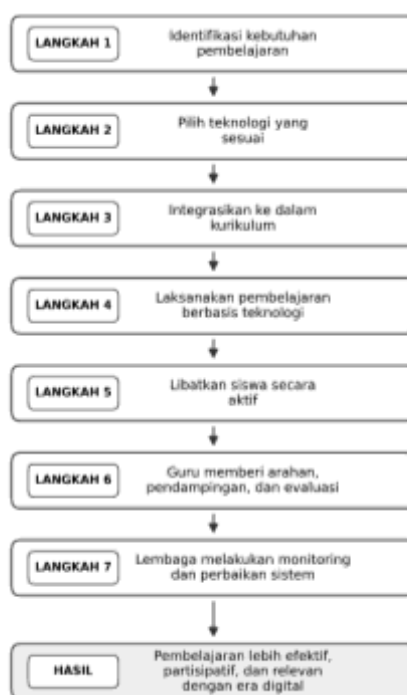 LANGKAH 1
Identifikasi kebutuhan
pembelajaran
LANGKAH 2
Pilih teknologi yang
sesuai
LANGKAH 3
Integrasikan ke dalam
kurikulum
LANGKAH 4
Laksanakan pembelajaran
berbasis teknologi
LANGKAH 5
Libatkan siswa secara
aktif
LANGKAH 6
Guru memberi arahan,
pendampingan, dan evaluasi
LANGKAH 7
Lembaga melakukan monitoring
dan perbaikan sistem
HASIL
Pembelajaran lebih efektif,
partisipatif, dan relevan
dengan era digital